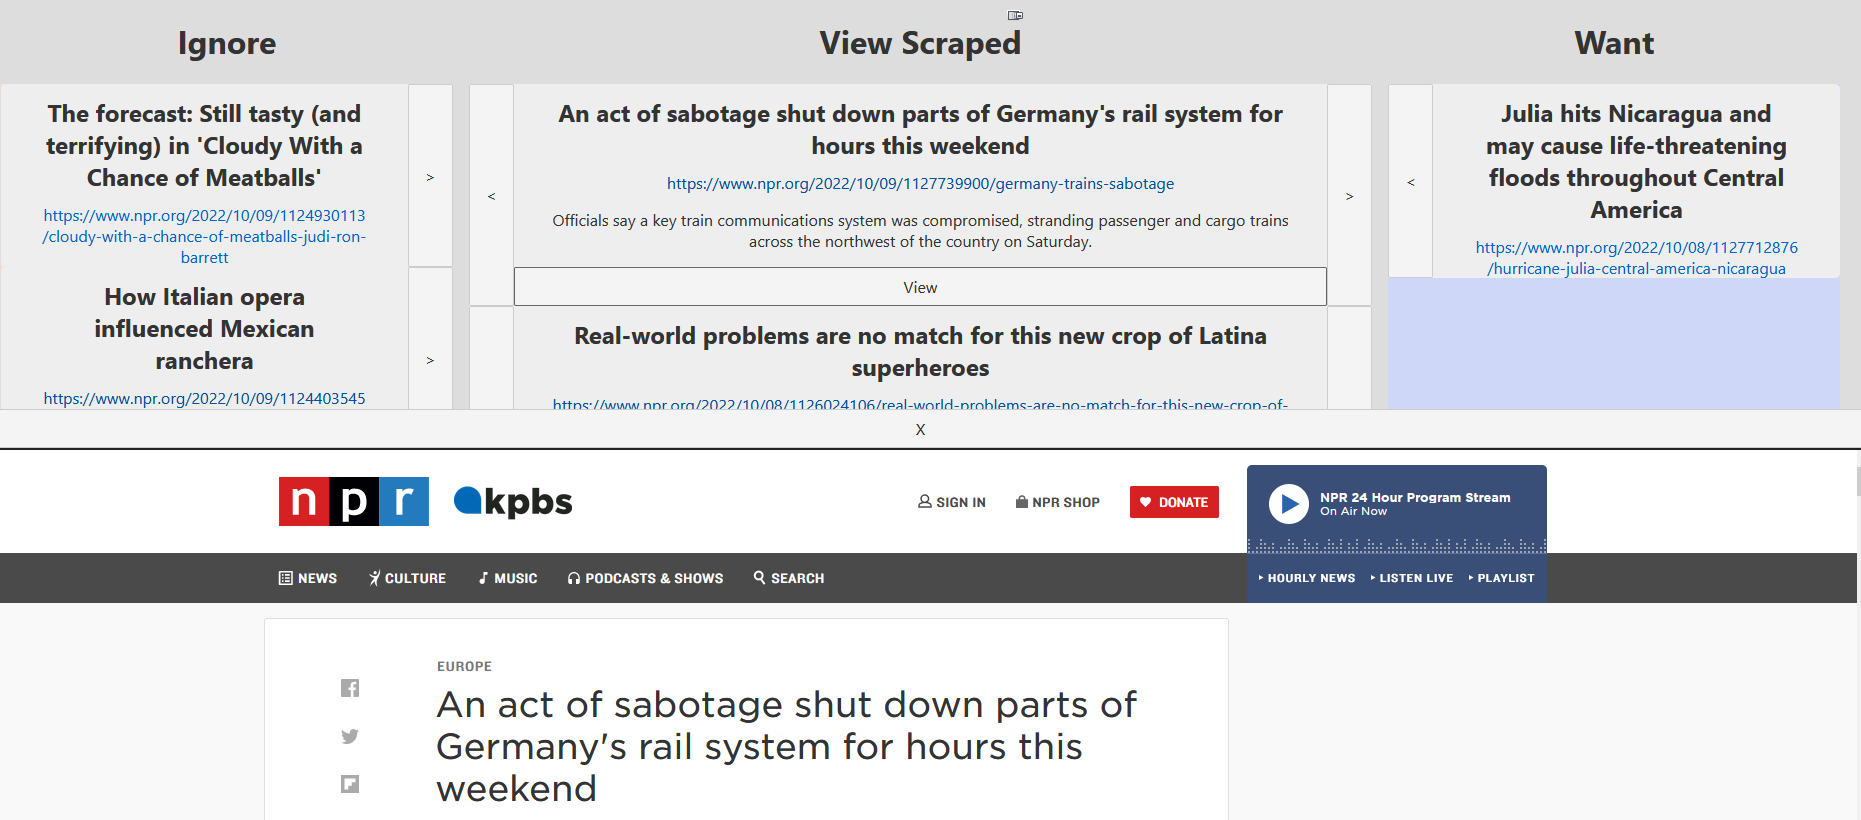 Ignore
The forecast: Still tasty (and
terrifying) in 'Cloudy With a
Chance of Meatballs'
https://www.npr.org/2022/10/09/1124930113
/cloudy-with-a-chance-of-meatballs-judi-ron-
barrett
>
How Italian opera
influenced Mexican
ranchera
https://www.npr.org/2022/10/09/1124403545
>
View Scraped
<
An act of sabotage shut down parts of Germany's rail system for
hours this weekend
https://www.npr.org/2022/10/09/1127739900/germany-trains-sabotage
Officials say a key train communications system was compromised, stranding passenger and cargo trains
across the northwest of the country on Saturday.
View
>
Real-world problems are no match for this new crop of Latina
superheroes
https://www.npr.org/2022/10/08/1126024106/real-world-problems-are-no-match-for-this-new-crop-of-
Want
<
Julia hits Nicaragua and
may cause life-threatening
floods throughout Central
America
https://www.npr.org/2022/10/08/1127712876
/hurricane-julia-central-america-nicaragua
X
npr kpbs
SIGN IN NPR SHOP DONATE
NPR 24 Hour Program Stream
On Air Now
NEWS CULTURE MUSIC PODCASTS & SHOWS SEARCH
HOURLY NEWS LISTEN LIVE PLAYLIST
EUROPE
An act of sabotage shut down parts of
Germany's rail system for hours this
weekend